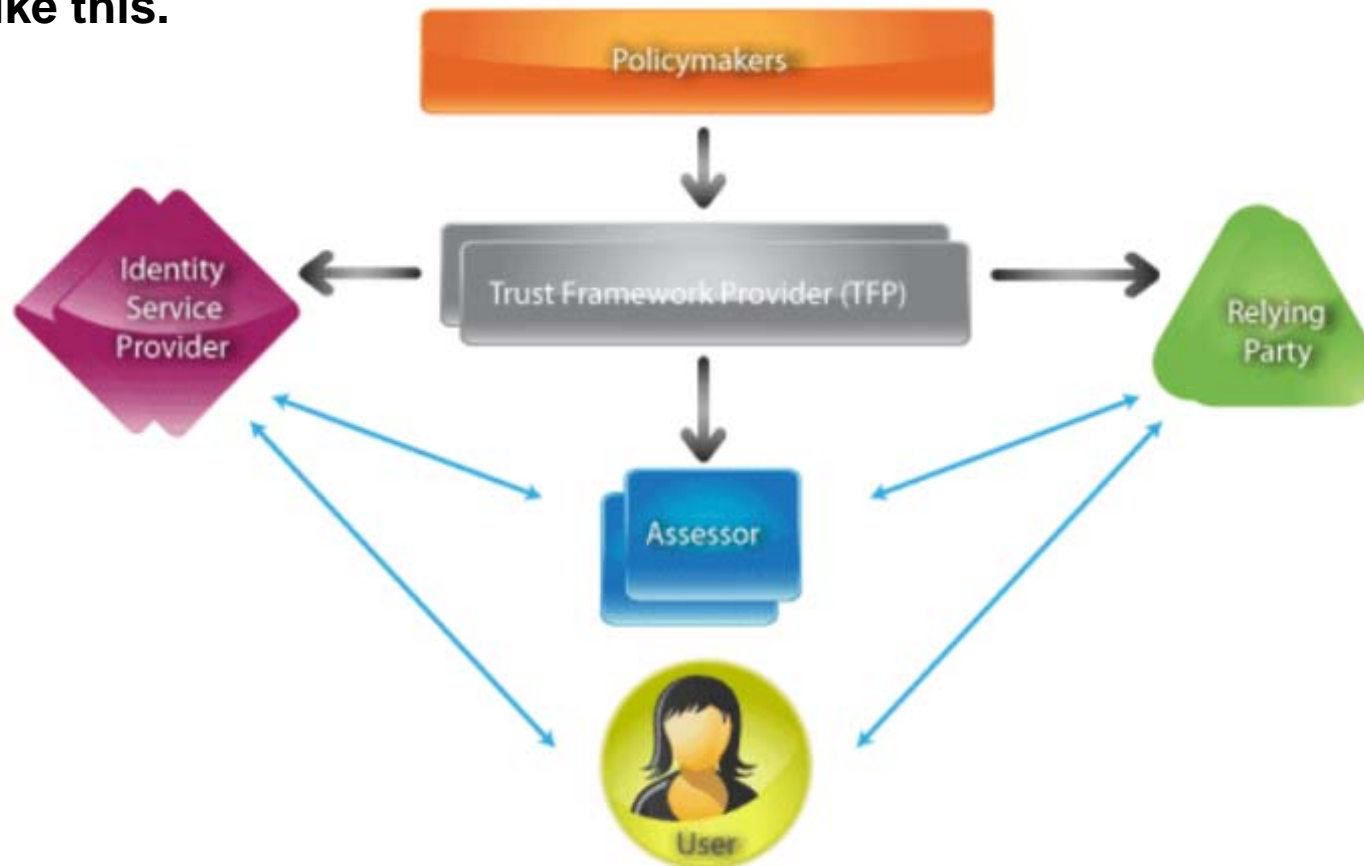 ike this.
Policymakers
Trust Framework Provider (TFP)
Identity
Service
Provider
Relying
Party
Assessor
User